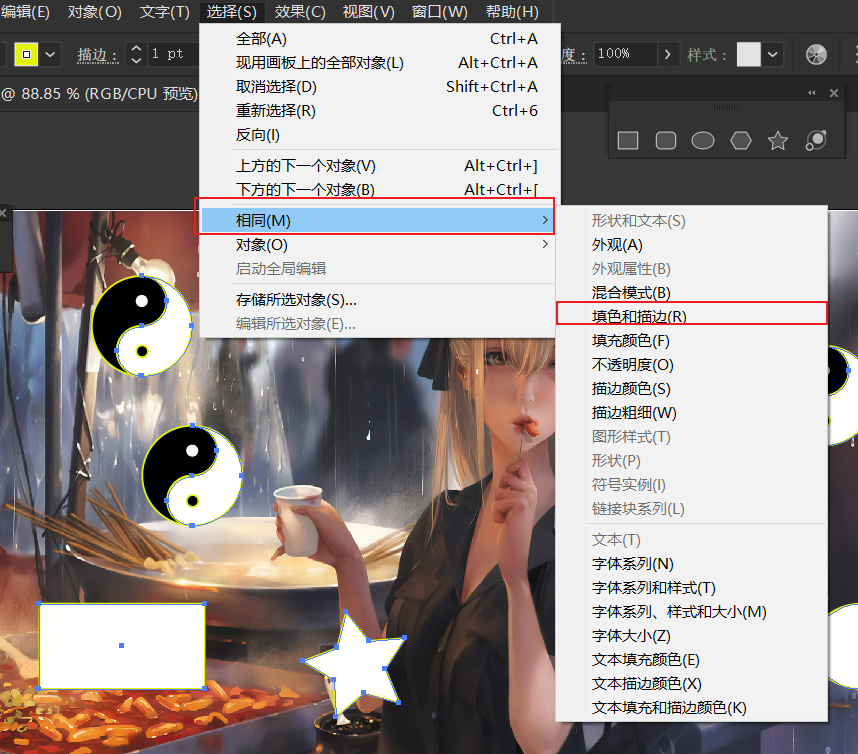 编辑(E) 对象(O) 文字(T) 选择(S) 效果(C) 视图(V) 窗口(W) 帮助(H)
描边： 1 pt 度： 100% 样式：
@ 88.85 % (RGB/CPU 预览)
全部(A) Ctrl+A
现用画板上的全部对象(L) Alt+Ctrl+A
取消选择(D) Shift+Ctrl+A
重新选择(R) Ctrl+6
反向(I)
上方的下一个对象(V) Alt+Ctrl+]
下方的下一个对象(B) Alt+Ctrl+[
相同(M)
对象(O)
启动全局编辑
存储所选对象(S)...
编辑所选对象(E)...
形状和文本(S)
外观(A)
外观属性(B)
混合模式(B)
填色和描边(R)
填充颜色(F)
不透明度(O)
描边颜色(S)
描边粗细(W)
图形样式(T)
形状(P)
符号实例(I)
链接块系列(L)
文本(T)
字体系列(N)
字体系列和样式(T)
字体系列、样式和大小(M)
字体大小(Z)
文本填充颜色(E)
文本描边颜色(X)
文本填充和描边颜色(K)